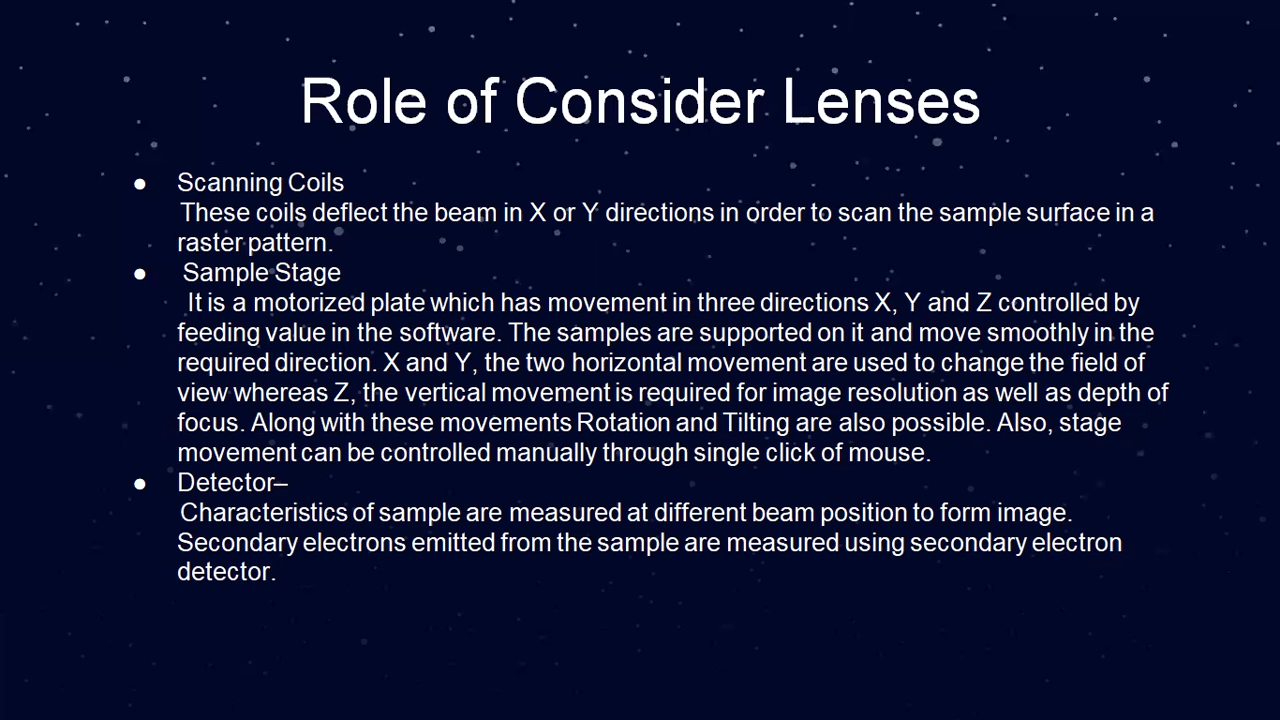 Role of Consider Lenses
● Scanning Coils
These coils deflect the beam in X or Y directions in order to scan the sample surface in a
raster pattern.
● Sample Stage
It is a motorized plate which has movement in three directions X, Y and Z controlled by
feeding value in the software. The samples are supported on it and move smoothly in the
required direction. X and Y, the two horizontal movement are used to change the field of
view whereas Z, the vertical movement is required for image resolution as well as depth of
focus. Along with these movements Rotation and Tilting are also possible. Also, stage
movement can be controlled manually through single click of mouse.
● Detector–
Characteristics of sample are measured at different beam position to form image.
Secondary electrons emitted from the sample are measured using secondary electron
detector.